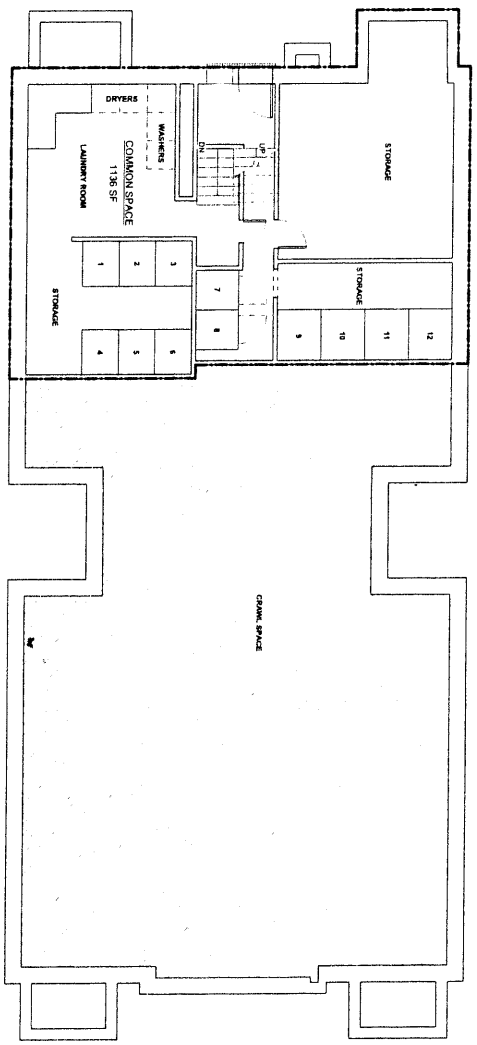 DRYERS
WASHERS
COMMON SPACE
1136 SF
LAUNDRY ROOM
DN
UP
STORAGE
STORAGE
STORAGE
1
2
3
4
5
6
7
8
9
10
11
12
CRAWL SPACE